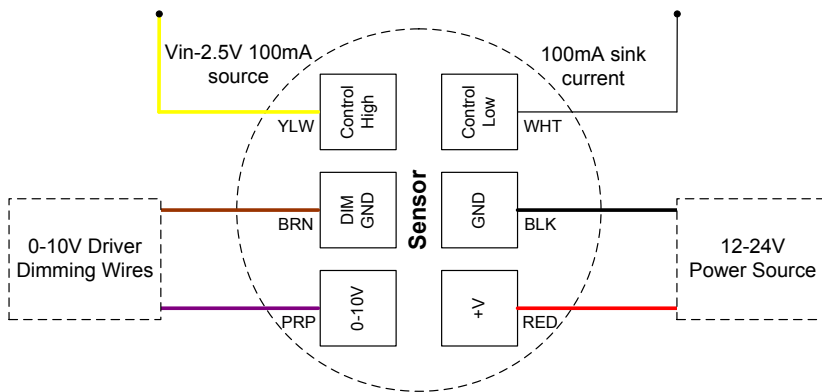 Vin-2.5V 100mA
source
100mA sink
current
Control
High
Control
Low
YLW
WHT
DIM
GND
GND
Sensor
BRN
BLK
0-10V Driver
Dimming Wires
12-24V
Power Source
0-10V
+V
PRP
RED